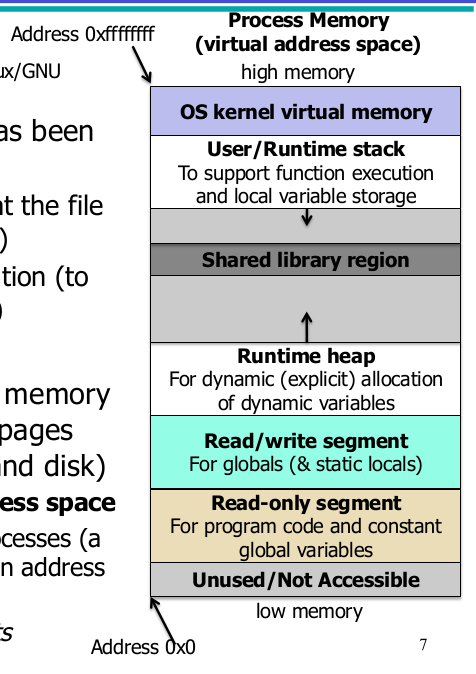 Process Memory
(virtual address space)
Address 0xffffffff
high memory
ux/GNU
OS kernel virtual memory
as been
User/Runtime stack
To support function execution
and local variable storage
at the file
)
Shared library region
tion (to
)
Runtime heap
For dynamic (explicit) allocation
of dynamic variables
memory
pages
Read/write segment
For globals (& static locals)
nd disk)
ess space
Read-only segment
For program code and constant
global variables
cesses (a
n address
Unused/Not Accessible
low memory
ts
Address 0x0
7